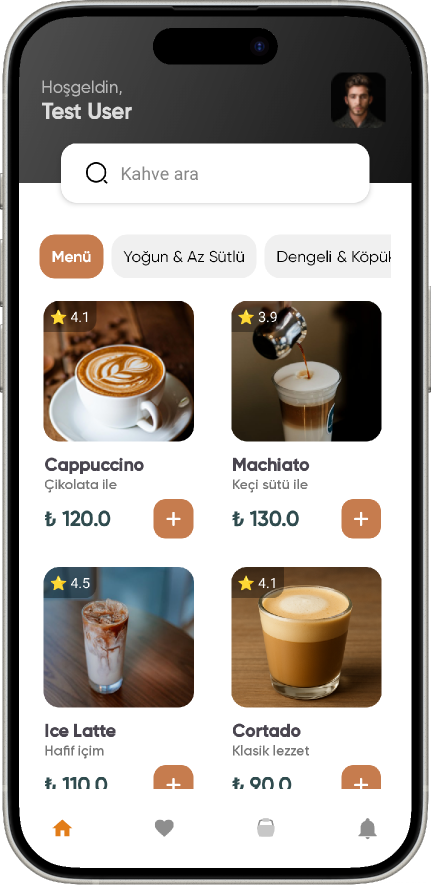 Hoşgeldin,
Test User
Kahve ara
Menü
Yoğun & Az Sütlü
Dengeli & Köpük
4.1
3.9
Cappuccino
Machiato
Çikolata ile
Keçi sütü ile
₺ 120.0
+
₺ 130.0
+
4.5
4.1
Ice Latte
Cortado
Hafif içim
Klasik lezzet
₺ 110.0
+
₺ 90.0
+